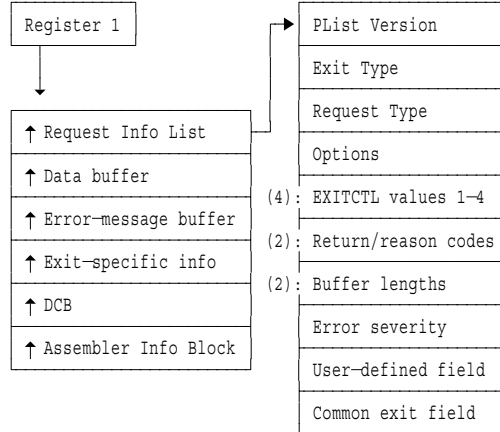 Register 1
↑ Request Info List
↑ Data buffer
↑ Error—message buffer
↑ Exit—specific info
↑ DCB
↑ Assembler Info Block
PList Version
Exit Type
Request Type
Options
(4): EXITCTL values 1—4
(2): Return/reason codes
(2): Buffer lengths
Error severity
User—defined field
Common exit field